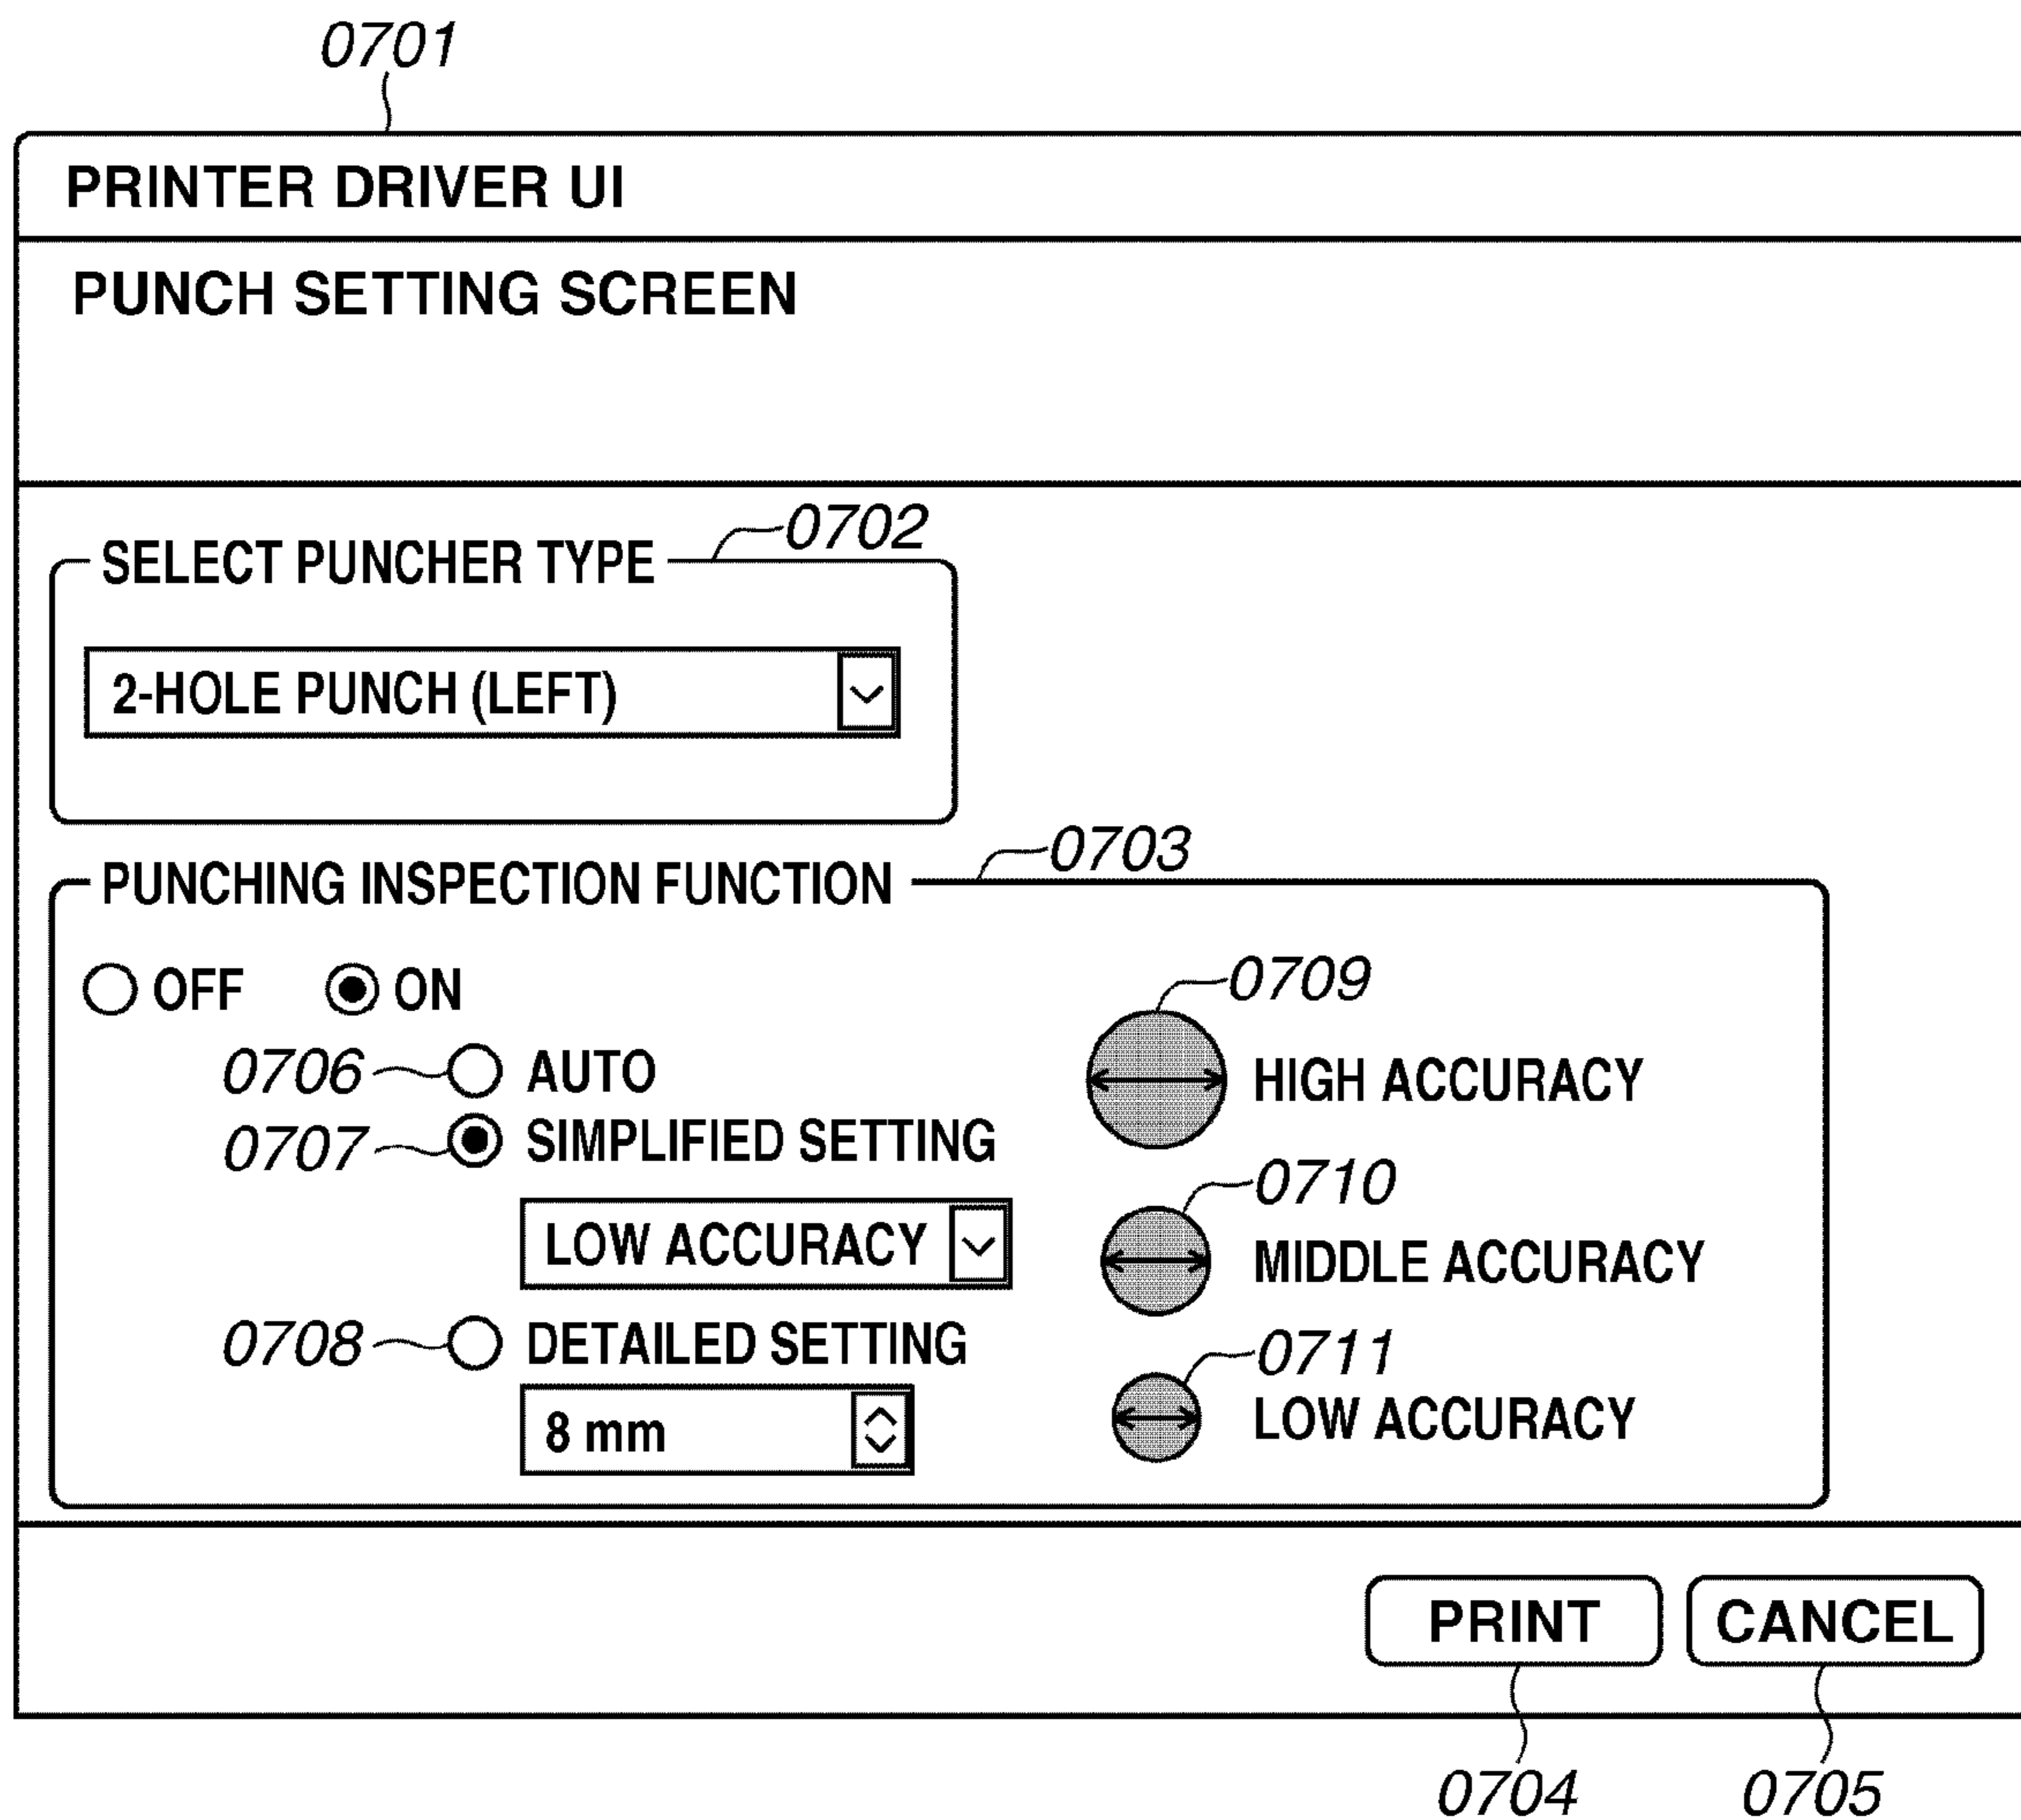 0701
PRINTER DRIVER UI
PUNCH SETTING SCREEN
0702
SELECT PUNCHER TYPE
2-HOLE PUNCH (LEFT)
0703
PUNCHING INSPECTION FUNCTION
OFF ON
0709
0706 AUTO
HIGH ACCURACY
0707 SIMPLIFIED SETTING
0710
LOW ACCURACY
MIDDLE ACCURACY
0708 DETAILED SETTING
0711
8 mm
LOW ACCURACY
PRINT CANCEL
0704 0705